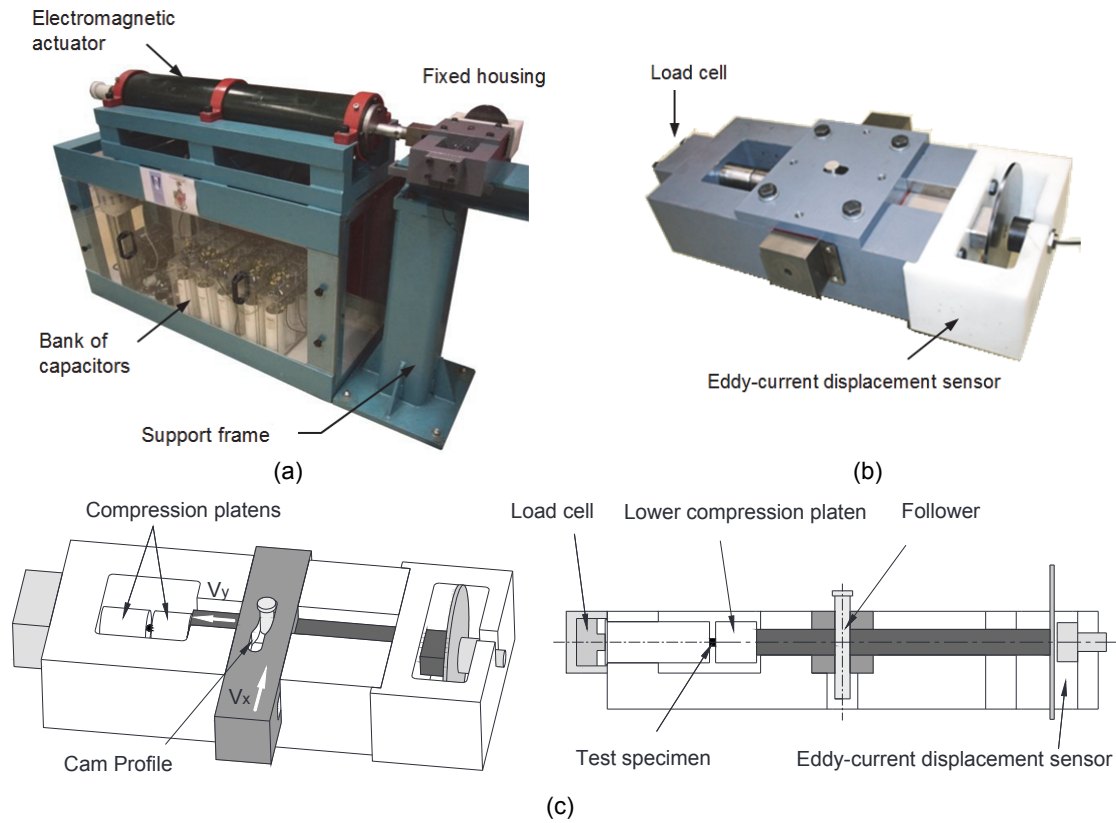 Electromagnetic
actuator
Fixed housing
Bank of
capacitors
Support frame
(a)
Load cell
Eddy-current displacement sensor
(b)
Compression platens
Vy
Vx
Cam Profile
Load cell
Lower compression platen
Follower
Test specimen
Eddy-current displacement sensor
(c)